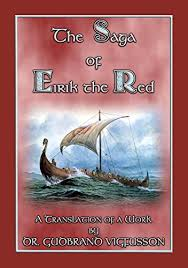 The Saga
of
Eirik the Red
A Translation of a Work
by
Dr. Gudbrand Vigfusson